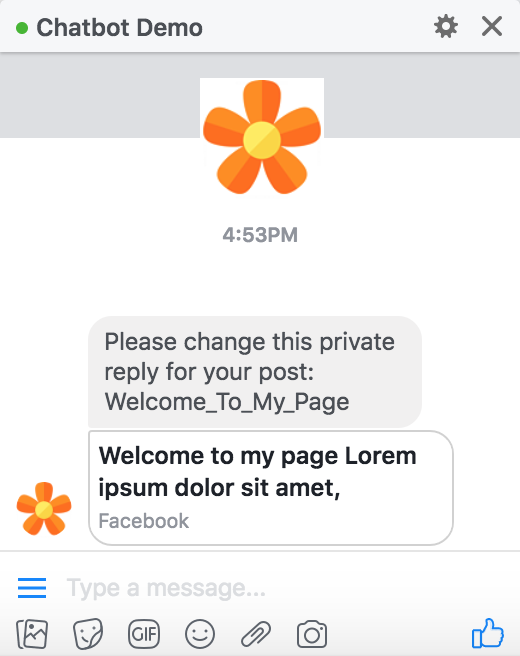 Chatbot Demo
4:53PM
Please change this private
reply for your post:
Welcome_To_My_Page
Welcome to my page Lorem
ipsum dolor sit amet,
Facebook
Type a message...
GIF